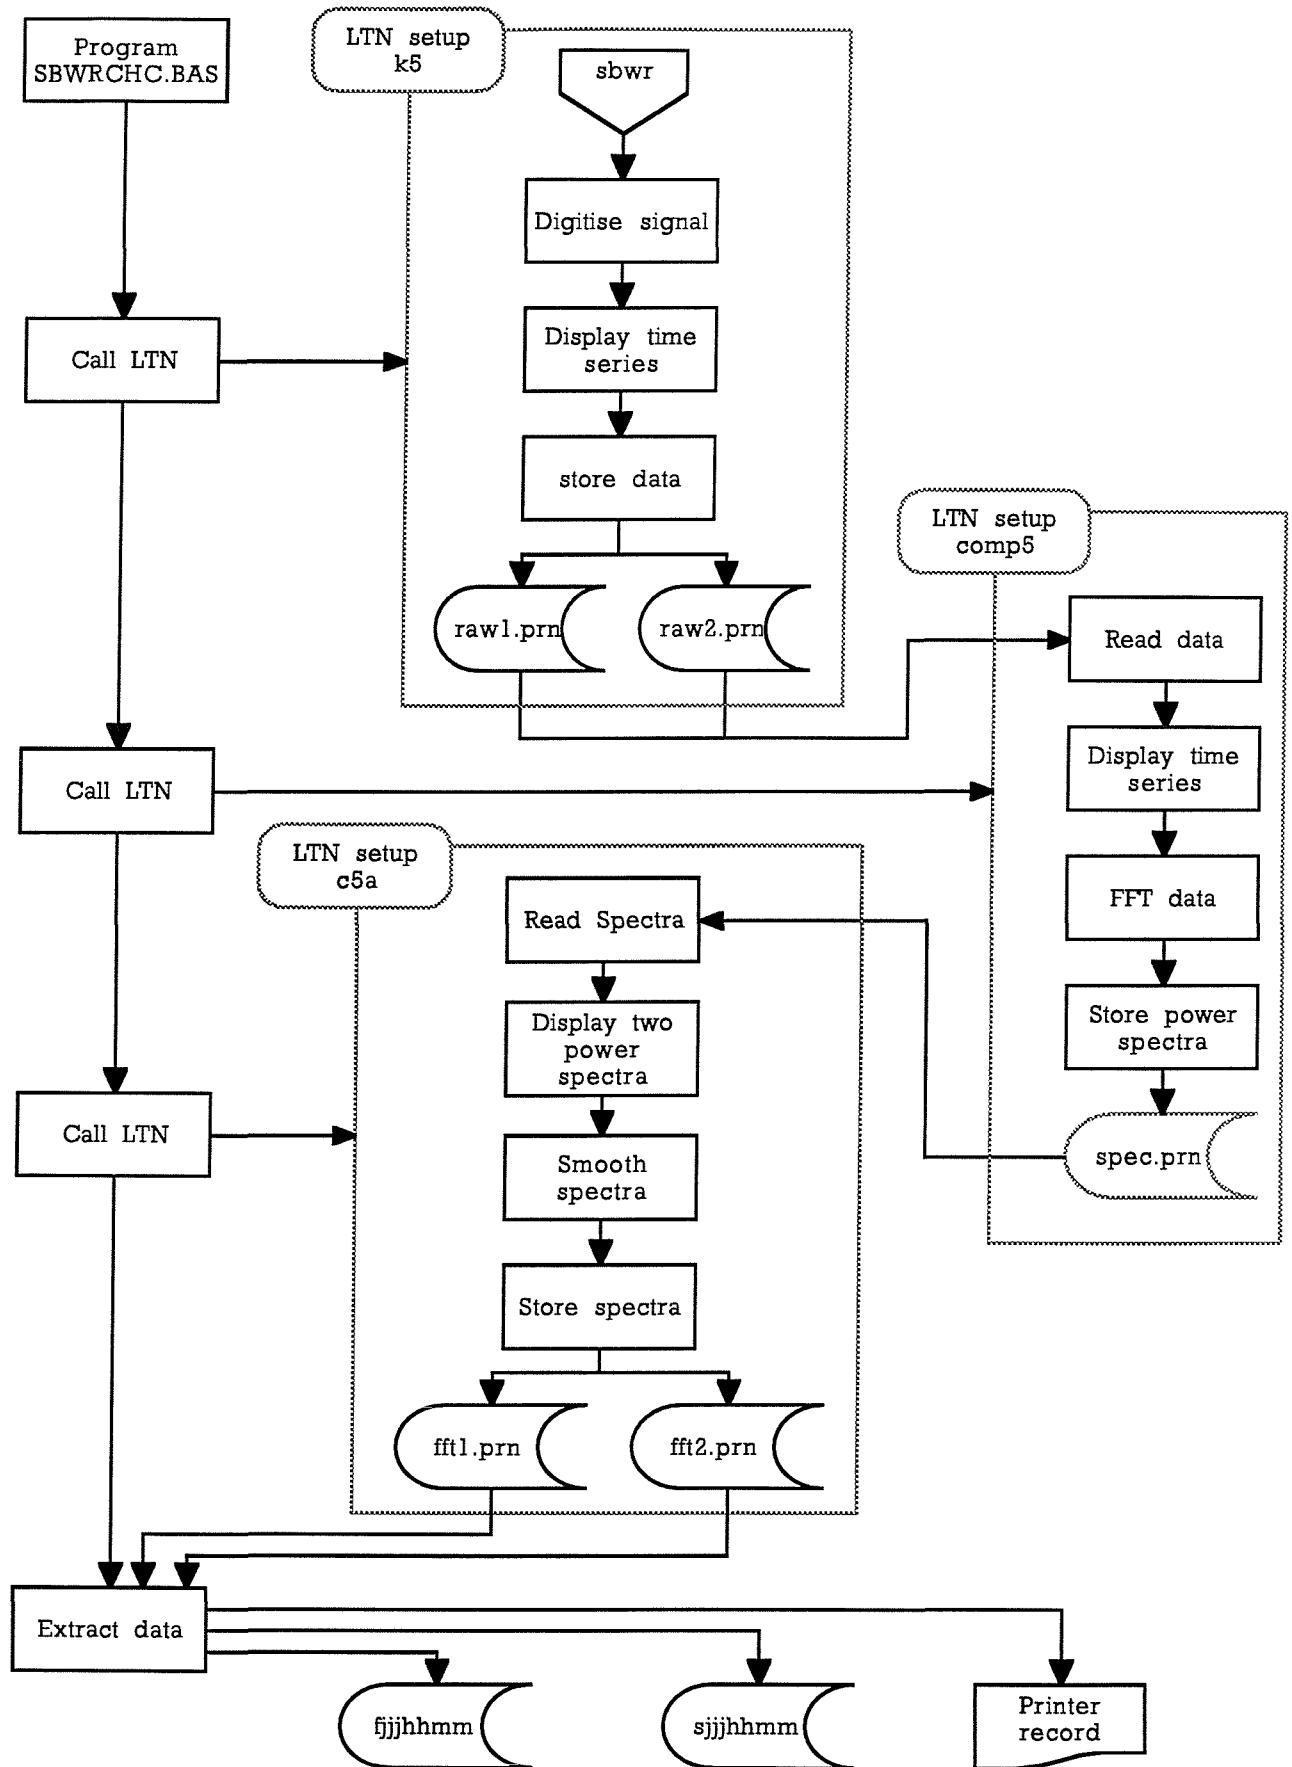 Program
SBWRCHC.BAS
LTN setup
k5
sbwr
Digitise signal
Display time
series
Call LTN
store data
raw1.prn
raw2.prn
LTN setup
comp5
Read data
Display time
series
FFT data
Store power
spectra
spec.prn
Call LTN
LTN setup
c5a
Read Spectra
Display two
power
spectra
Smooth
spectra
Store spectra
fft1.prn
fft2.prn
Call LTN
Extract data
fjjjhhmm
sjjjhhmm
Printer
record